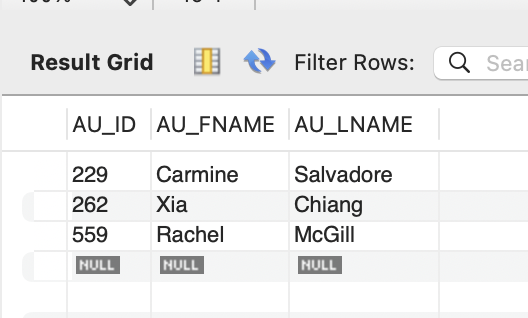 Result Grid Filter Rows:
AU_ID AU_FNAME AU_LNAME
229 Carmine Salvadore
262 Xia Chiang
559 Rachel McGill
NULL NULL NULL